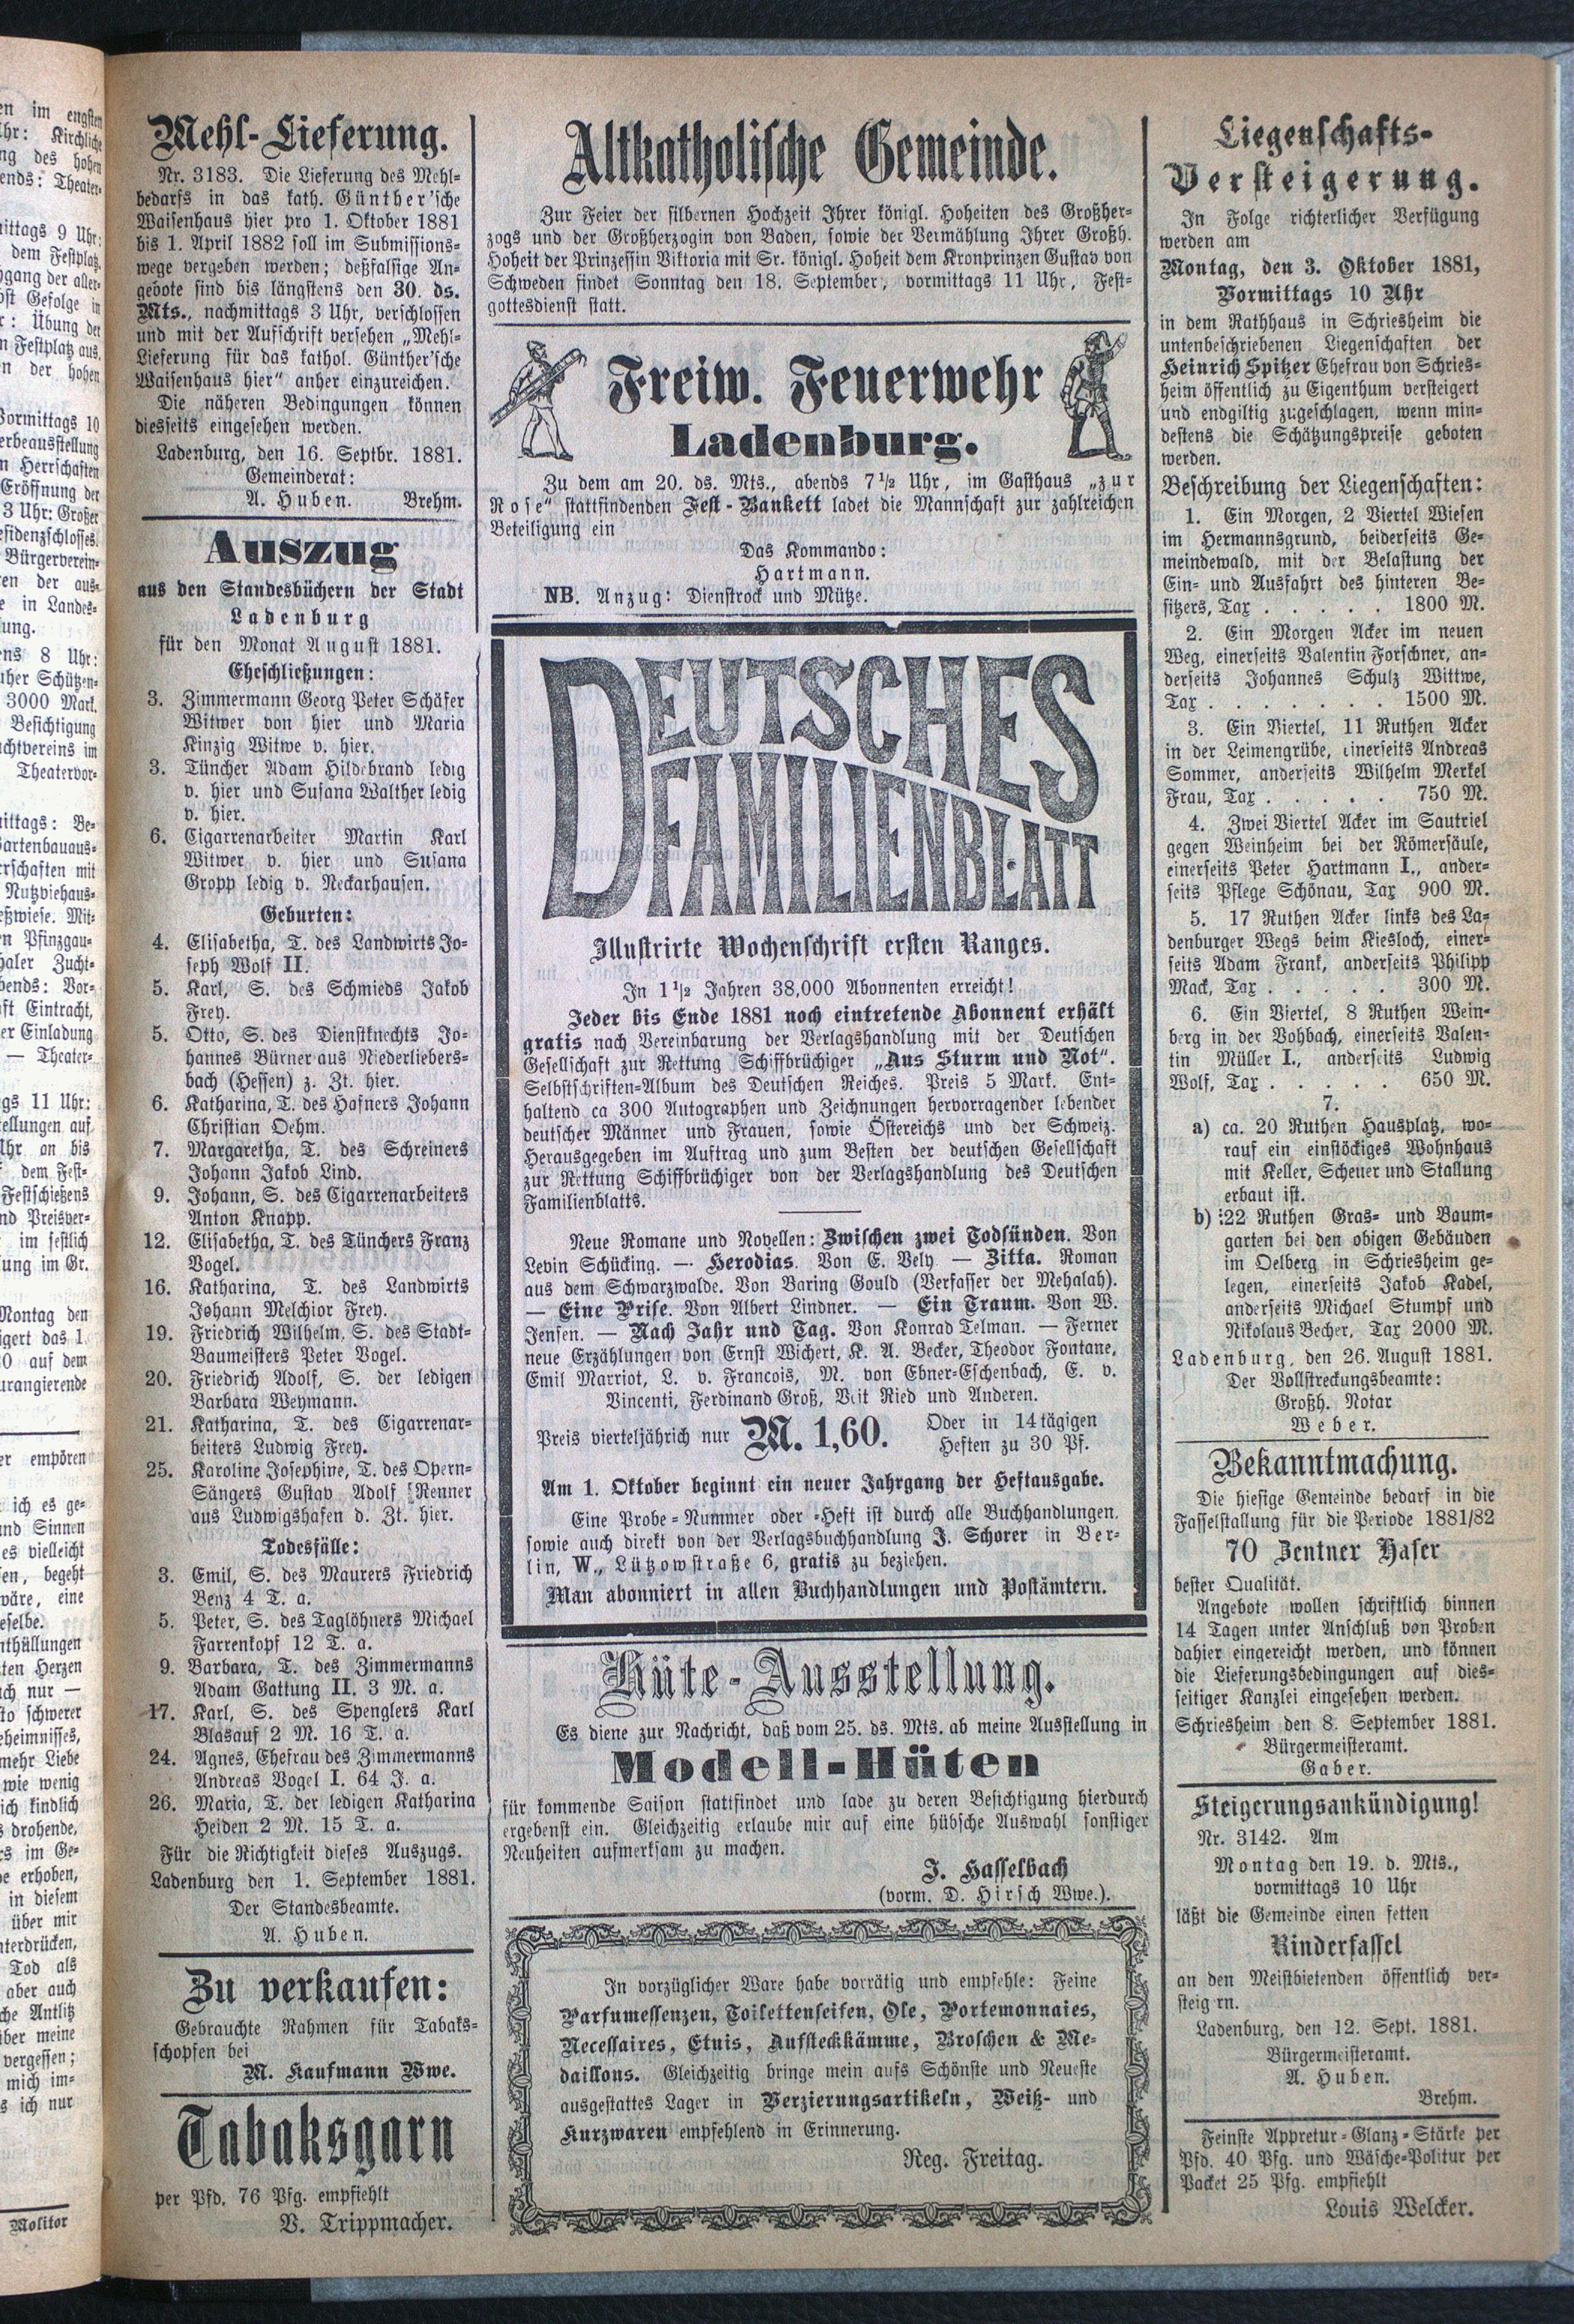 Mehl-Lieferung.
Nr. 3183. Die Lieferung des Mehl-
bedarfs in das kath. Günther'sche
Waisenhaus hier pro 1. Oktober 1881
bis 1. April 1882 soll im Submissions-
wege vergeben werden; deßfalsige An-
gebote sind bis längstens den 30. ds.
Mts., nachmittags 3 Uhr, verschlossen
und mit der Aufschrift versehen „Mehl-
Lieferung für das kathol. Günther'sche
Waisenhaus hier" anher einzureichen.
Die näheren Bedingungen können
diesseits eingesehen werden.
Ladenburg, den 16. Septbr. 1881.
Gemeinderat:
A. Huben. Brehm.
Auszug
aus den Standesbüchern der Stadt
Ladenburg
für den Monat August 1881.
Eheschließungen:
3. Zimmermann Georg Peter Schäfer
Witwer von hier und Maria
Kinzig Witwe v. hier.
3. Tüncher Adam Hildebrand ledig
v. hier und Susana Walther ledig
v. hier.
6. Cigarrenarbeiter Martin Karl
Witwer v. hier und Susana
Gropp ledig v. Neckarhausen.
Geburten:
4. Elisabetha, T. des Landwirts Jo-
seph Wolf II.
5. Karl, S. des Schmieds Jakob
Frey.
5. Otto, S. des Dienstknechts Jo-
hannes Bürner aus Niederliebers-
bach (Hessen) z. Zt. hier.
6. Katharina, T. des Hafners Johann
Christian Oehm.
7. Margaretha, T. des Schreiners
Johann Jakob Lind.
9. Johann, S. des Cigarrenarbeiters
Anton Knapp.
12. Elisabetha, T. des Tünchers Franz
Vogel.
16. Katharina, T. des Landwirts
Johann Melchior Frey.
19. Friedrich Wilhelm, S. des Stadt-
Baumeisters Peter Vogel.
20. Friedrich Adolf, S. der ledigen
Barbara Weymann.
21. Katharina, T. des Cigarrenar-
beiters Ludwig Frey.
25. Karoline Josephine, T. des Opern-
Sängers Gustav Adolf Renner
aus Ludwigshafen d. Zt. hier.
Todesfälle:
3. Emil, S. des Maurers Friedrich
Benz 4 T. a.
5. Peter, S. des Taglöhners Michael
Farrenkopf 12 T. a.
9. Barbara, T. des Zimmermanns
Adam Gattung II. 3 M. a.
17. Karl, S. des Spenglers Karl
Blasauf 2 M. 16 T. a.
24. Agnes, Ehefrau des Zimmermanns
Andreas Vogel I. 64 J. a.
26. Maria, T. der ledigen Katharina
Heiden 2 M. 15 T. a.
Für die Richtigkeit dieses Auszugs.
Ladenburg den 1. September 1881.
Der Standesbeamte.
A. Huben.
Zu verkaufen:
Gebrauchte Rahmen für Tabaks-
schopfen bei
M. Kaufmann Wwe.
Tabaksgarn
per Pfd. 76 Pfg. empfiehlt
V. Trippmacher.
Altkatholische Gemeinde.
Zur Feier der silbernen Hochzeit Ihrer königl. Hoheiten des Großher-
zogs und der Großherzogin von Baden, sowie der Vermählung Ihrer Großh.
Hoheit der Prinzessin Viktoria mit Sr. königl. Hoheit dem Kronprinzen Gustav von
Schweden findet Sonntag den 18. September, vormittags 11 Uhr, Fest-
gottesdienst statt.
Freiw. Feuerwehr
Ladenburg.
Zu dem am 20. ds. Mts., abends 7½ Uhr, im Gasthaus „zur
Rose" stattfindenden Fest-Bankett ladet die Mannschaft zur zahlreichen
Beteiligung ein
Das Kommando:
Hartmann.
NB. Anzug: Dienstrock und Mütze.
DEUTSCHES
FAMILIENBLATT
Illustrirte Wochenschrift ersten Ranges.
In 1½ Jahren 38,000 Abonnenten erreicht!
Jeder bis Ende 1881 noch eintretende Abonnent erhält
gratis nach Vereinbarung der Verlagshandlung mit der Deutschen
Gesellschaft zur Rettung Schiffbrüchiger „Aus Sturm und Not".
Selbstschriften-Album des Deutschen Reiches. Preis 5 Mark. Ent-
haltend ca 300 Autographen und Zeichnungen hervorragender lebender
deutscher Männer und Frauen, sowie Östereichs und der Schweiz.
Herausgegeben im Auftrag und zum Besten der deutschen Gesellschaft
zur Rettung Schiffbrüchiger von der Verlagshandlung des Deutschen
Familienblatts.
Neue Romane und Novellen: Zwischen zwei Todsünden. Von
Levin Schücking. — Herodias. Von E. Vely — Zitta. Roman
aus dem Schwarzwalde. Von Baring Gould (Verfasser der Mehalah).
— Eine Prise. Von Albert Lindner. — Ein Traum. Von W.
Jensen. — Nach Jahr und Tag. Von Konrad Telman. — Ferner
neue Erzählungen von Ernst Wichert, K. A. Becker, Theodor Fontane,
Emil Marriot, L. v. Francois, M. von Ebner-Eschenbach, E. v.
Vincenti, Ferdinand Groß, Veit Ried und Anderen.
Preis vierteljährich nur M. 1,60. Oder in 14tägigen
Heften zu 30 Pf.
Am 1. Oktober beginnt ein neuer Jahrgang der Heftausgabe.
Eine Probe-Nummer oder -Heft ist durch alle Buchhandlungen,
sowie auch direkt von der Verlagsbuchhandlung J. Schorer in Ber-
lin, W., Lützowstraße 6, gratis zu beziehen.
Man abonniert in allen Buchhandlungen und Postämtern.
Hüte-Ausstellung.
Es diene zur Nachricht, daß vom 25. ds. Mts. ab meine Ausstellung in
Modell-Hüten
für kommende Saison stattfindet und lade zu deren Besichtigung hierdurch
ergebenst ein. Gleichzeitig erlaube mir auf eine hübsche Auswahl sonstiger
Neuheiten aufmerksam zu machen.
J. Hasselbach
(vorm. D. Hirsch Wwe.).
In vorzüglicher Ware habe vorrätig und empfehle: Feine
Parfumessenzen, Toilettenseifen, Öle, Portemonnaies,
Necessaires, Etuis, Aufsteckkämme, Broschen & Me-
daillons. Gleichzeitig bringe mein aufs Schönste und Neueste
ausgestattes Lager in Verzierungsartikeln, Weiß- und
Kurzwaren empfehlend in Erinnerung.
Reg. Freitag.
Liegenschafts-
Versteigerung.
In Folge richterlicher Verfügung
werden am
Montag, den 3. Oktober 1881,
Vormittags 10 Uhr
in dem Rathhaus in Schriesheim die
untenbeschriebenen Liegenschaften der
Heinrich Spitzer Ehefrau von Schries-
heim öffentlich zu Eigenthum versteigert
und endgiltig zugeschlagen, wenn min-
destens die Schätzungspreise geboten
werden.
Beschreibung der Liegenschaften:
1. Ein Morgen, 2 Viertel Wiesen
im Hermannsgrund, beiderseits Ge-
meindewald, mit der Belastung der
Ein- und Ausfahrt des hinteren Be-
sitzers, Tax . . . . . 1800 M.
2. Ein Morgen Acker im neuen
Weg, einerseits Valentin Forschner, an-
derseits Johannes Schulz Wittwe,
Tax . . . . . . . 1500 M.
3. Ein Viertel, 11 Ruthen Acker
in der Leimengrübe, einerseits Andreas
Sommer, anderseits Wilhelm Merkel
Frau, Tax . . . . . 750 M.
4. Zwei Viertel Acker im Sautriel
gegen Weinheim bei der Römersäule,
einerseits Peter Hartmann I., ander-
seits Pflege Schönau, Tax 900 M.
5. 17 Ruthen Acker links des La-
denburger Wegs beim Kiesloch, einer-
seits Adam Frank, anderseits Philipp
Mack, Tax . . . . . 300 M.
6. Ein Viertel, 8 Ruthen Wein-
berg in der Vohbach, einerseits Valen-
tin Müller I., anderseits Ludwig
Wolf, Tax . . . . . 650 M.
7.
a) ca. 20 Ruthen Hausplatz, wo-
rauf ein einstöckiges Wohnhaus
mit Keller, Scheuer und Stallung
erbaut ist.
b) 22 Ruthen Gras- und Baum-
garten bei den obigen Gebäuden
im Oelberg in Schriesheim ge-
legen, einerseits Jakob Kadel,
anderseits Michael Stumpf und
Nikolaus Becher, Tax 2000 M.
Ladenburg, den 26. August 1881.
Der Vollstreckungsbeamte:
Großh. Notar
Weber.
Bekanntmachung.
Die hiesige Gemeinde bedarf in die
Fasselstallung für die Periode 1881/82
70 Zentner Hafer
bester Qualität.
Angebote wollen schriftlich binnen
14 Tagen unter Anschluß von Proben
dahier eingereicht werden, und können
die Lieferungsbedingungen auf dies-
seitiger Kanzlei eingesehen werden.
Schriesheim den 8. September 1881.
Bürgermeisteramt.
Gaber.
Steigerungsankündigung!
Nr. 3142. Am
Montag den 19. d. Mts.,
vormittags 10 Uhr
läßt die Gemeinde einen fetten
Rinderfassel
an den Meistbietenden öffentlich ver-
steig rn.
Ladenburg, den 12. Sept. 1881.
Bürgermeisteramt.
A. Huben.
Brehm.
Feinste Appretur-Glanz-Stärke per
Pfd. 40 Pfg. und Wäsche-Politur per
Packet 25 Pfg. empfiehlt
Louis Welcker.